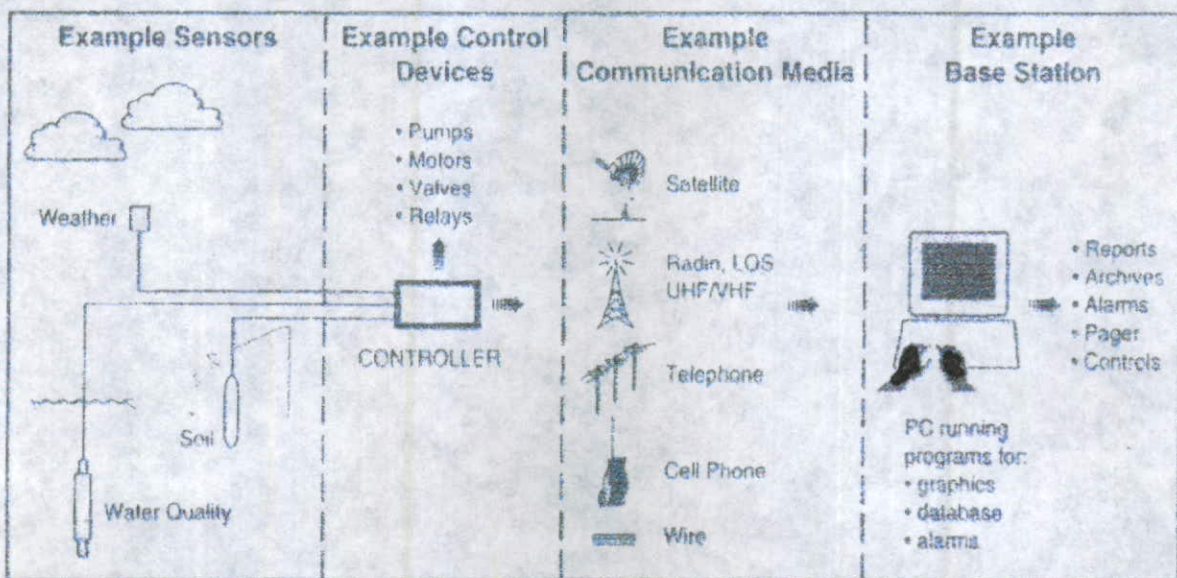 Example Sensors
Weather
Soil
Water Quality
Example Control
Devices
• Pumps
• Motors
• Valves
• Relays
CONTROLLER
Example
Communication Media
Satellite
Radin, LOS
UHF/VHF
Telephone
Cell Phone
Wire
Example
Base Station
• Reports
• Archives
• Alarms
• Pager
• Controls
PC running
programs for:
• graphics
• database
• alarms